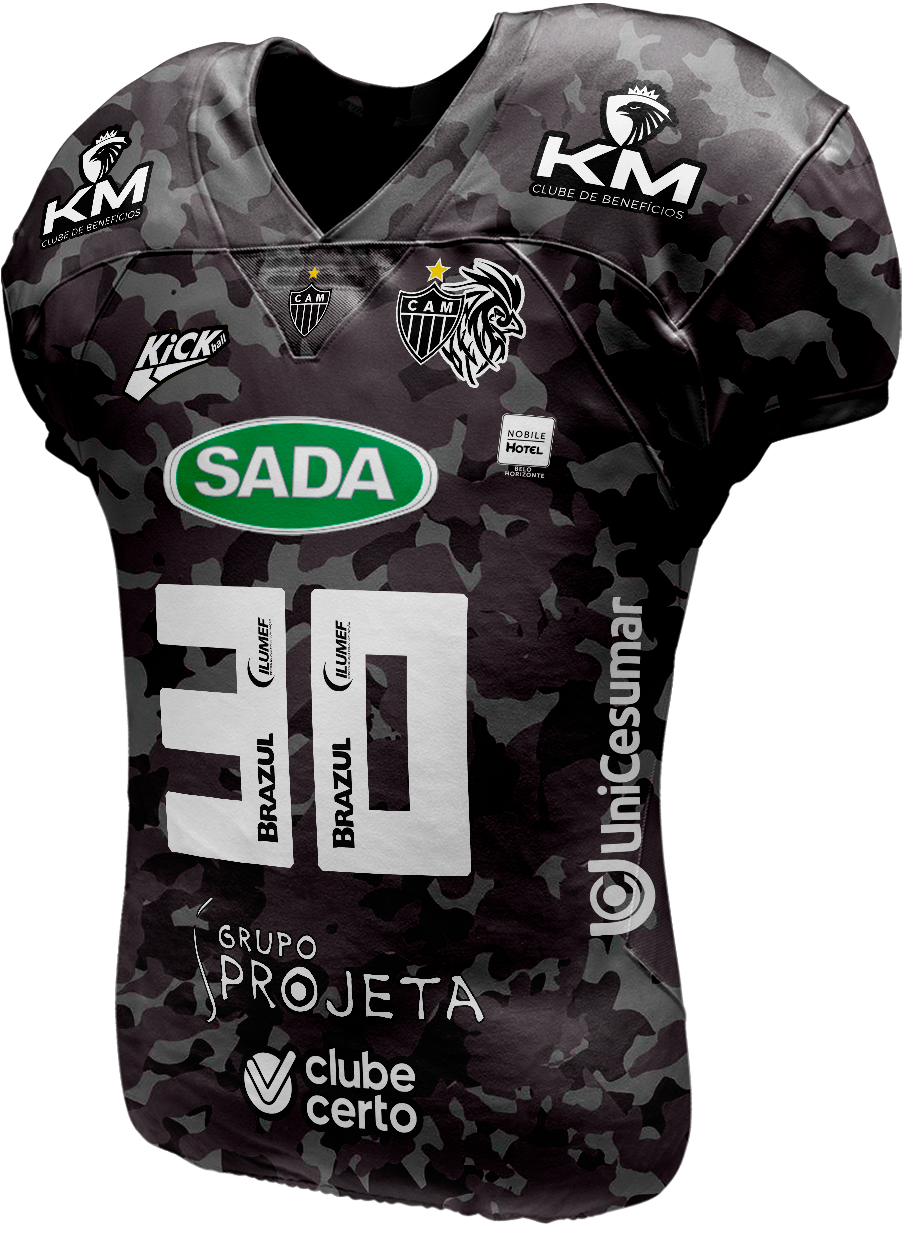 KM
CLUBE DE BENEFÍCIOS
KM
CLUBE DE BENEFÍCIOS
CAM
CAM
KiCK
ball
SADA
NOBILE
HOTEL
BELO
HORIZONTE
30
ILUMEF
BRAZUL
ILUMEF
BRAZUL
UniCesumar
GRUPO
PROJETA
clube
certo